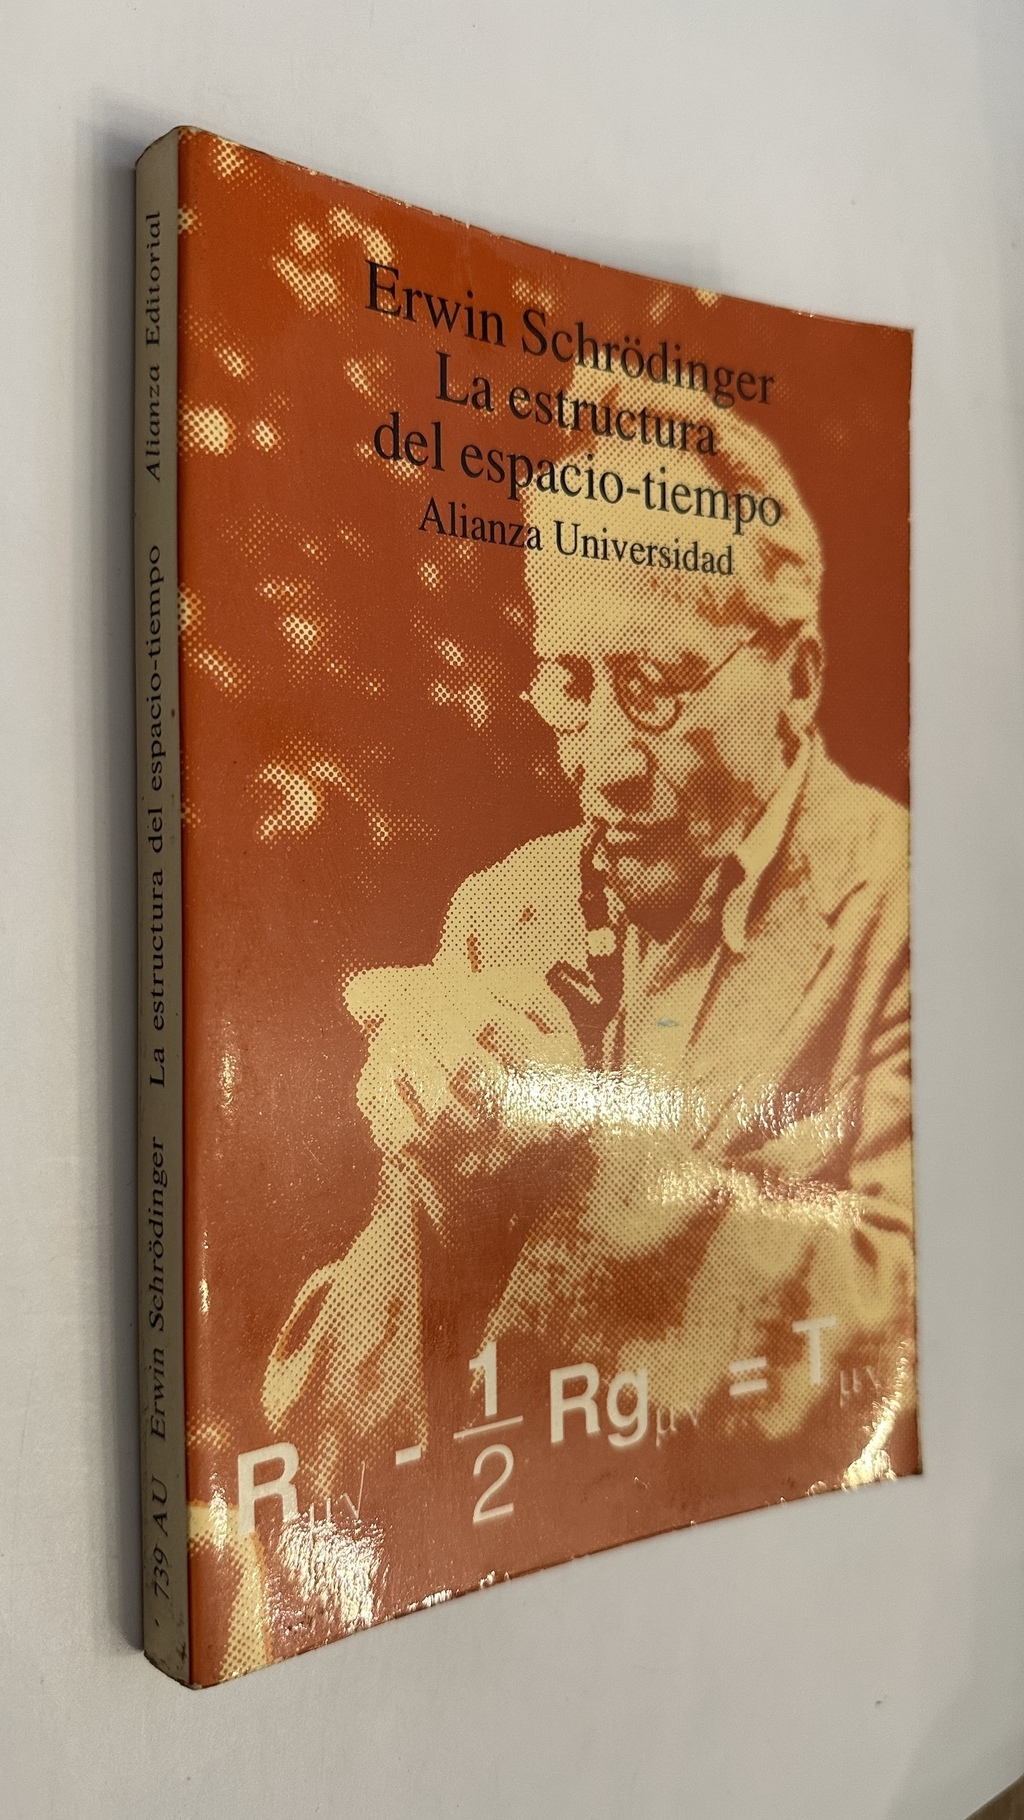 Erwin Schrödinger
La estructura
del espacio-tiempo
Alianza Universidad
Rμν - 1/2 Rgμν = Tμν
739 AU Erwin Schrödinger La estructura del espacio-tiempo Alianza Editorial